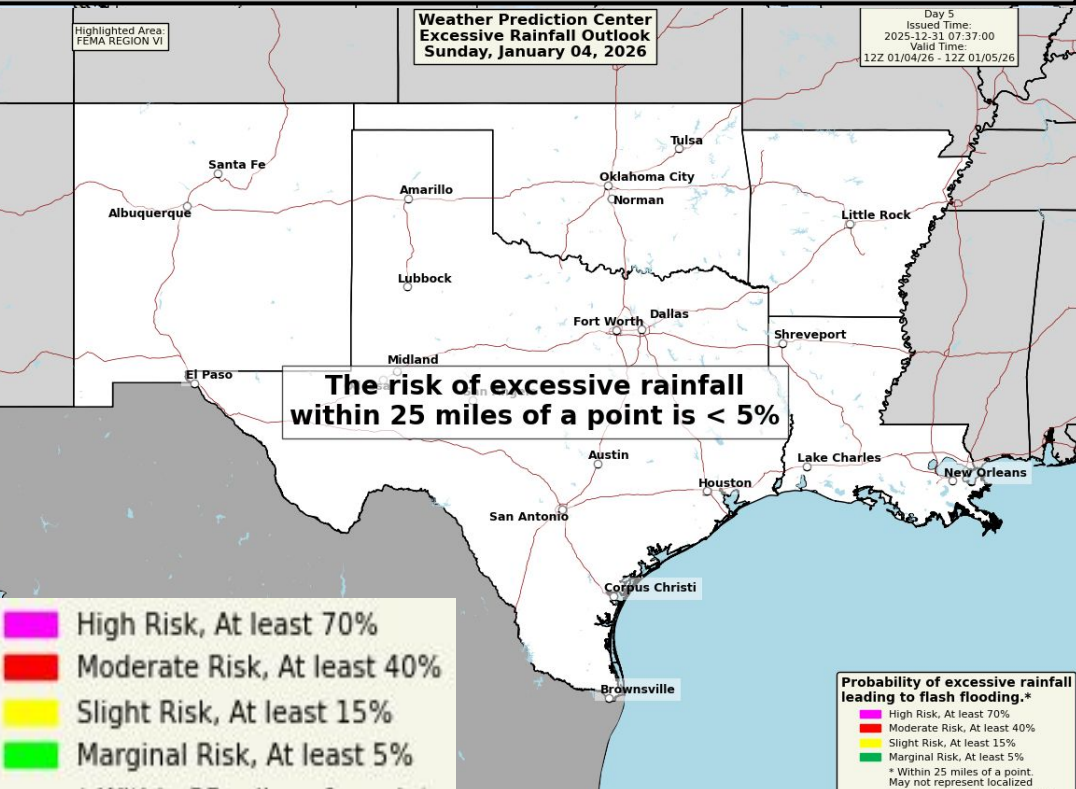 Highlighted Area:
FEMA REGION VI
Weather Prediction Center
Excessive Rainfall Outlook
Sunday, January 04, 2026
Day 5
Issued Time:
2025-12-31 07:37:00
Valid Time:
12Z 01/04/26 - 12Z 01/05/26
Tulsa
Santa Fe
Oklahoma City
Amarillo
Norman
Albuquerque
Little Rock
Lubbock
Dallas
Fort Worth
Shreveport
Midland
El Paso
The risk of excessive rainfall
within 25 miles of a point is < 5%
Austin
Lake Charles
New Orleans
Houston
San Antonio
Corpus Christi
Brownsville
High Risk, At least 70%
Moderate Risk, At least 40%
Slight Risk, At least 15%
Marginal Risk, At least 5%
Probability of excessive rainfall
leading to flash flooding.*
High Risk, At least 70%
Moderate Risk, At least 40%
Slight Risk, At least 15%
Marginal Risk, At least 5%
* Within 25 miles of a point.
May not represent localized